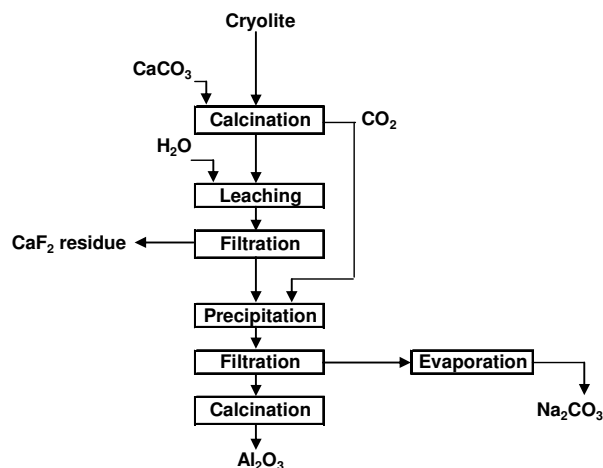 Cryolite
CaCO₃
Calcination
CO₂
H₂O
Leaching
CaF₂ residue
Filtration
Precipitation
Filtration
Evaporation
Calcination
Na₂CO₃
Al₂O₃